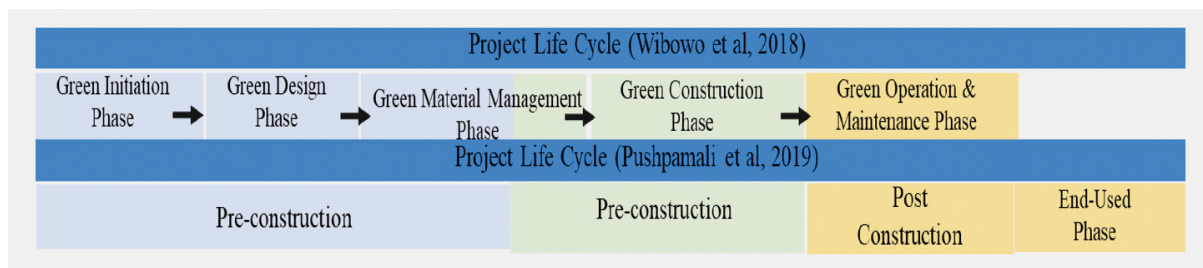 Project Life Cycle (Wibowo et al, 2018)
Green Initiation
Phase
Green Design
Phase
Green Material Management
Phase
Green Construction
Phase
Green Operation &
Maintenance Phase
Project Life Cycle (Pushpamali et al, 2019)
Pre-construction
Pre-construction
Post
Construction
End-Used
Phase